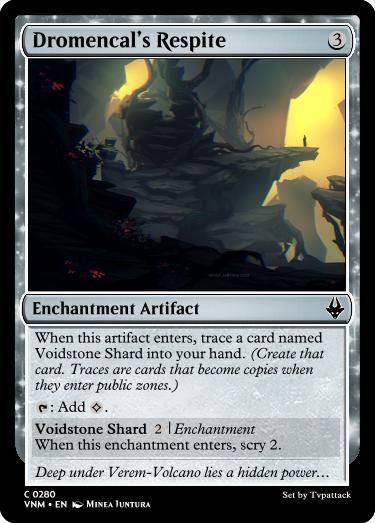 Dromencal's Respite 3
Enchantment Artifact
When this artifact enters, trace a card named
Voidstone Shard into your hand. (Create that
card. Traces are cards that become copies when
they enter public zones.)
: Add .
Voidstone Shard 2 | Enchantment
When this enchantment enters, scry 2.
Deep under Verem-Volcano lies a hidden power...
C 0280
VNM • EN Minea Juntura
Set by Tvpattack